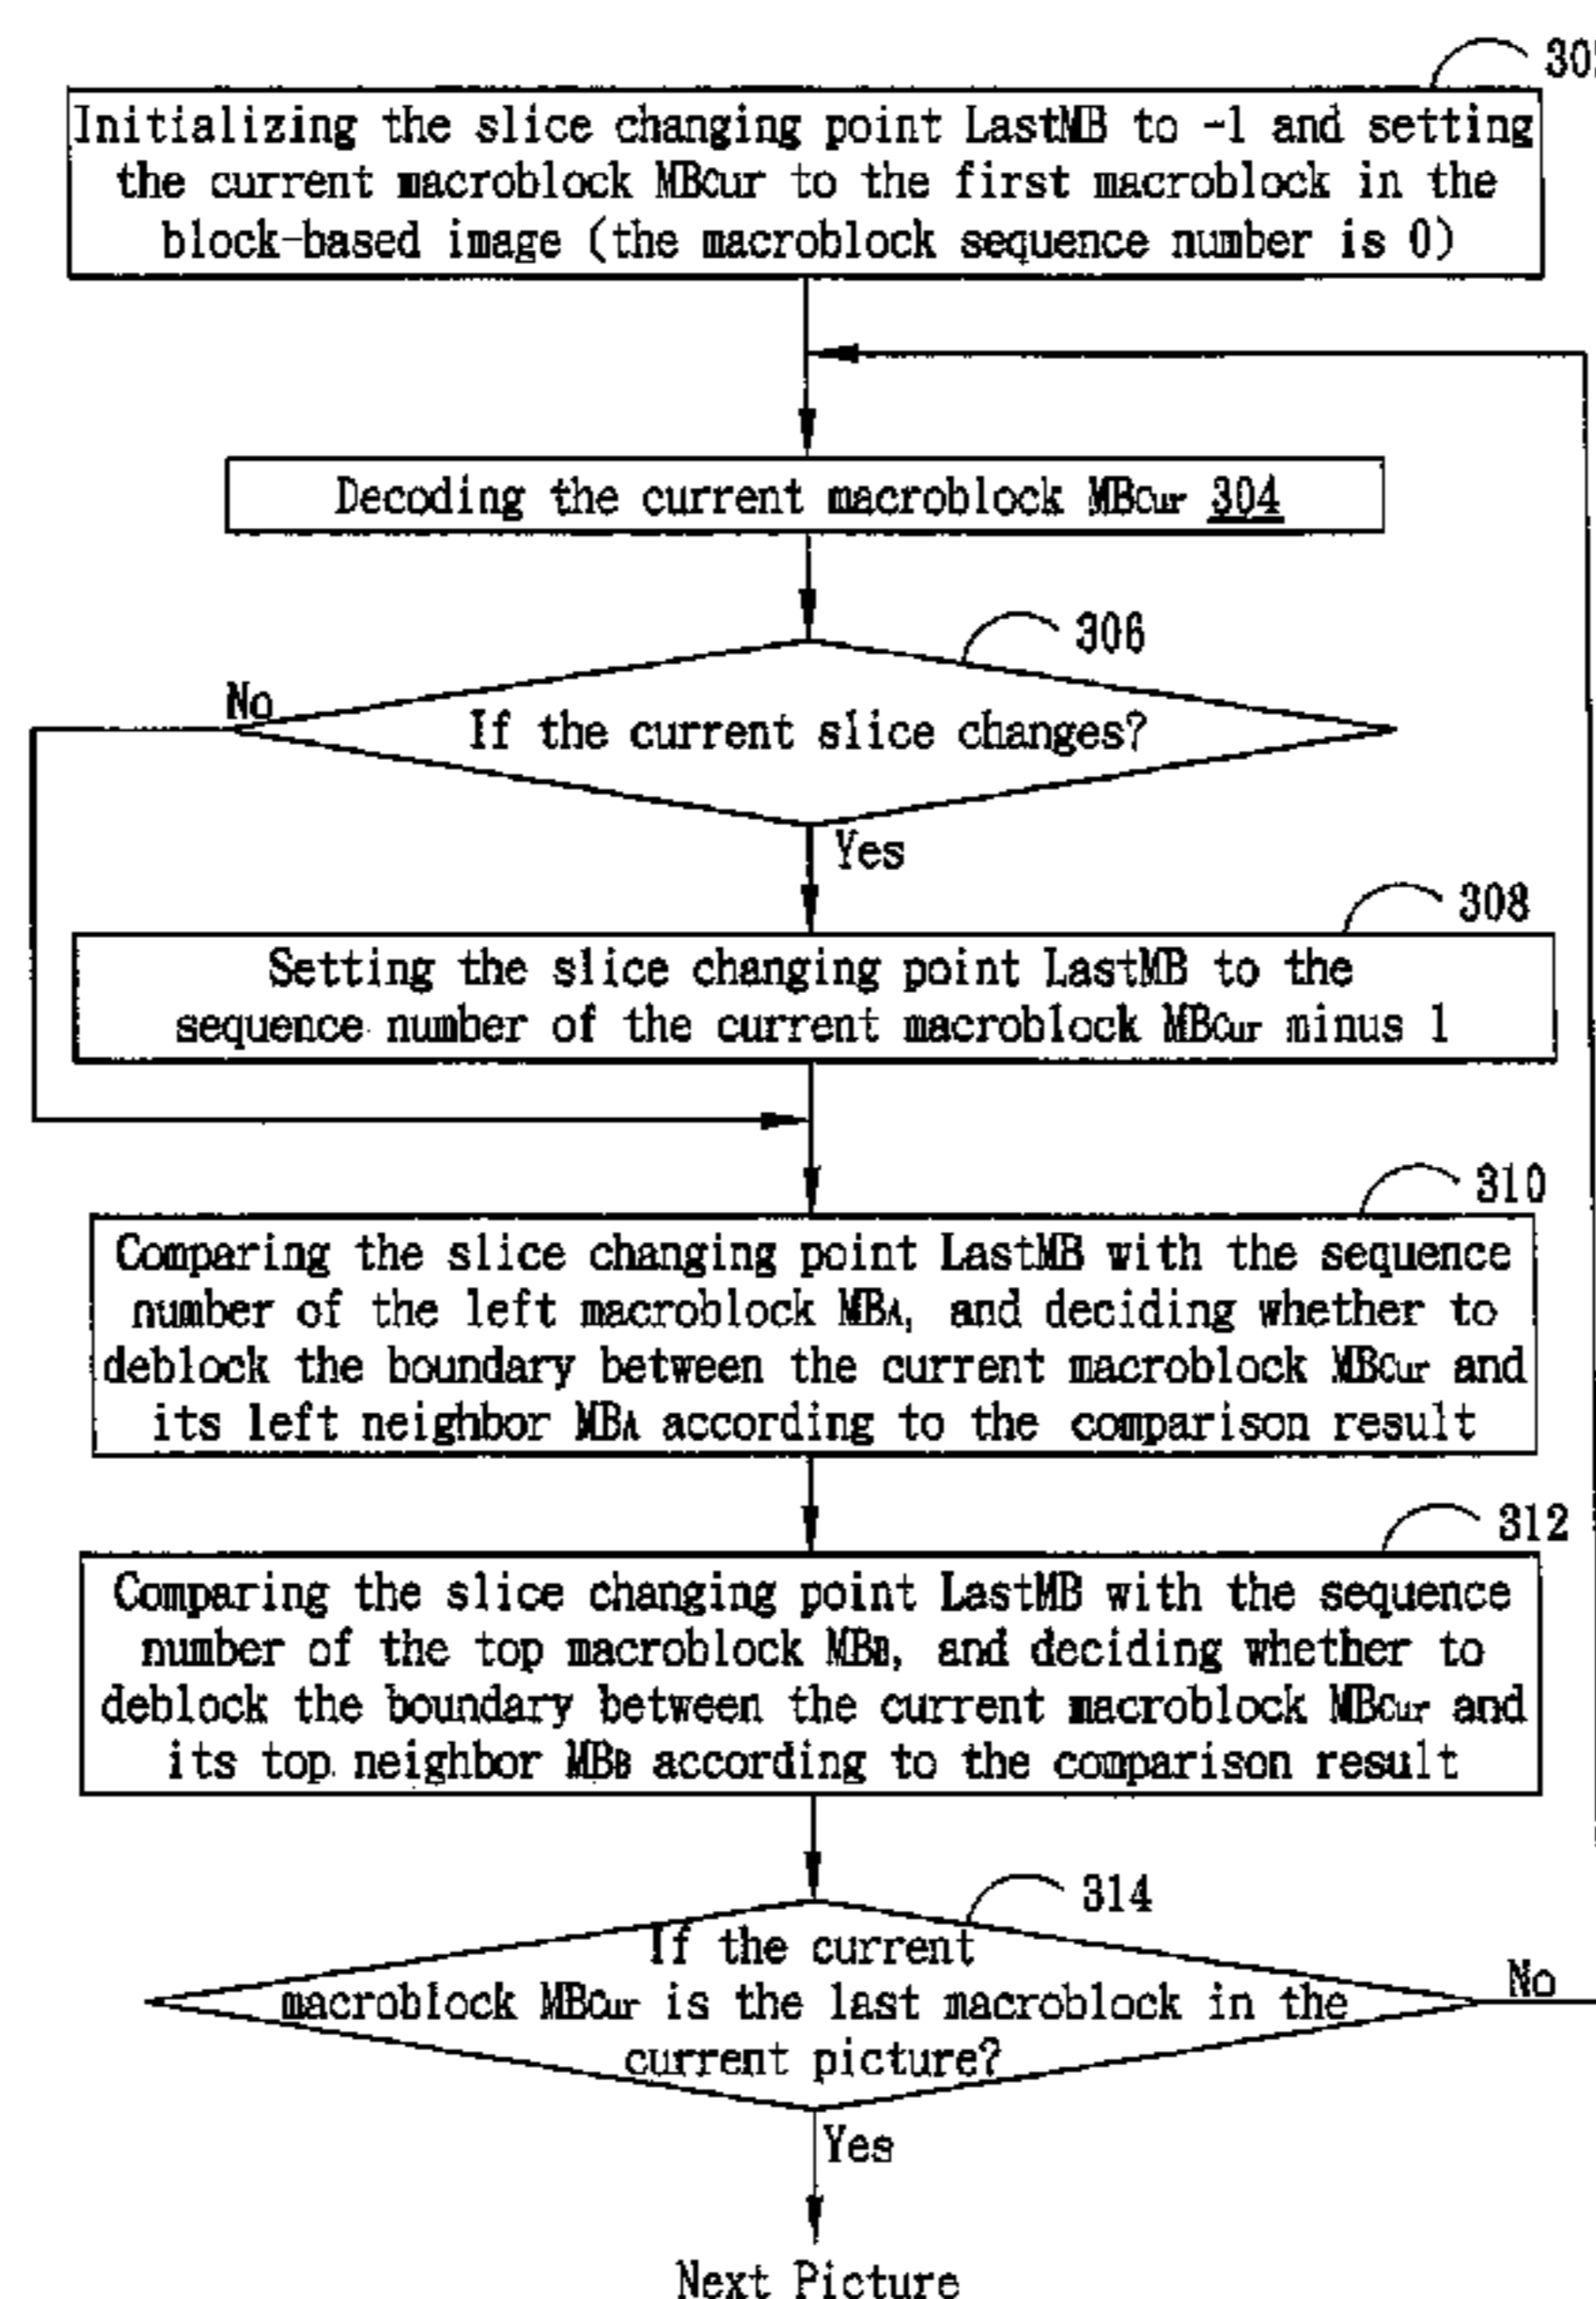 Initializing the slice changing point LastMB to -1 and setting
the current macroblock MBCur to the first macroblock in the
block-based image (the macroblock sequence number is 0)
Decoding the current macroblock MBCur 304
306
No
If the current slice changes?
Yes
308
Setting the slice changing point LastMB to the
sequence number of the current macroblock MBCur minus 1
310
Comparing the slice changing point LastMB with the sequence
number of the left macroblock MBA, and deciding whether to
deblock the boundary between the current macroblock MBCur and
its left neighbor MBA according to the comparison result
312
Comparing the slice changing point LastMB with the sequence
number of the top macroblock MBB, and deciding whether to
deblock the boundary between the current macroblock MBCur and
its top neighbor MBB according to the comparison result
314
If the current
macroblock MBCur is the last macroblock in the
current picture?
No
Yes
Next Picture